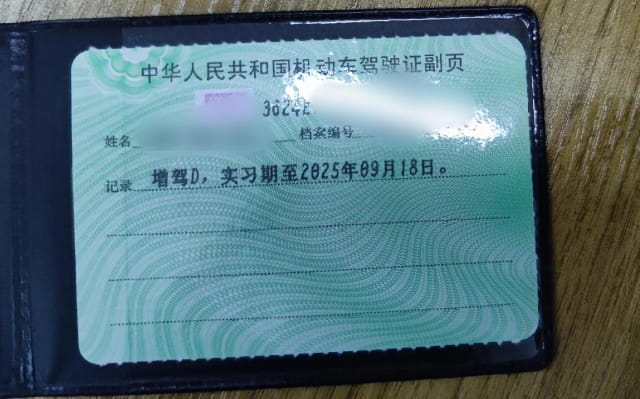 中华人民共和国机动车驾驶证副页
3624
姓名 档案编号
记录 增驾D，实习期至2025年09月18日。